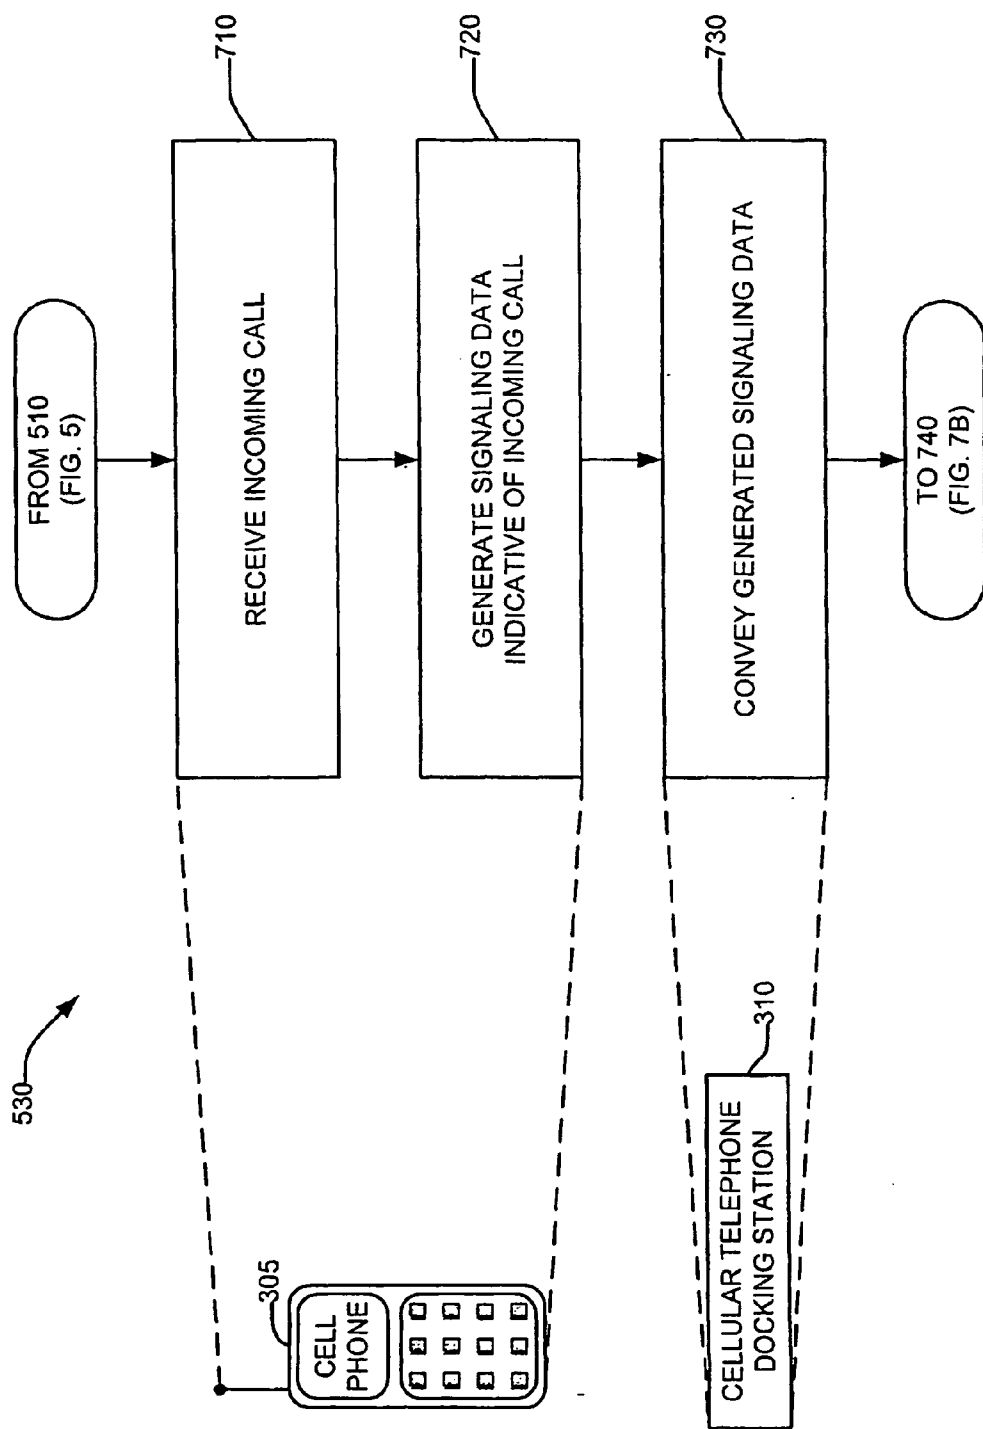 530
FROM 510
(FIG. 5)
710
RECEIVE INCOMING CALL
720
GENERATE SIGNALING DATA
INDICATIVE OF INCOMING CALL
730
CONVEY GENERATED SIGNALING DATA
TO 740
(FIG. 7B)
305
CELL
PHONE
310
CELLULAR TELEPHONE
DOCKING STATION